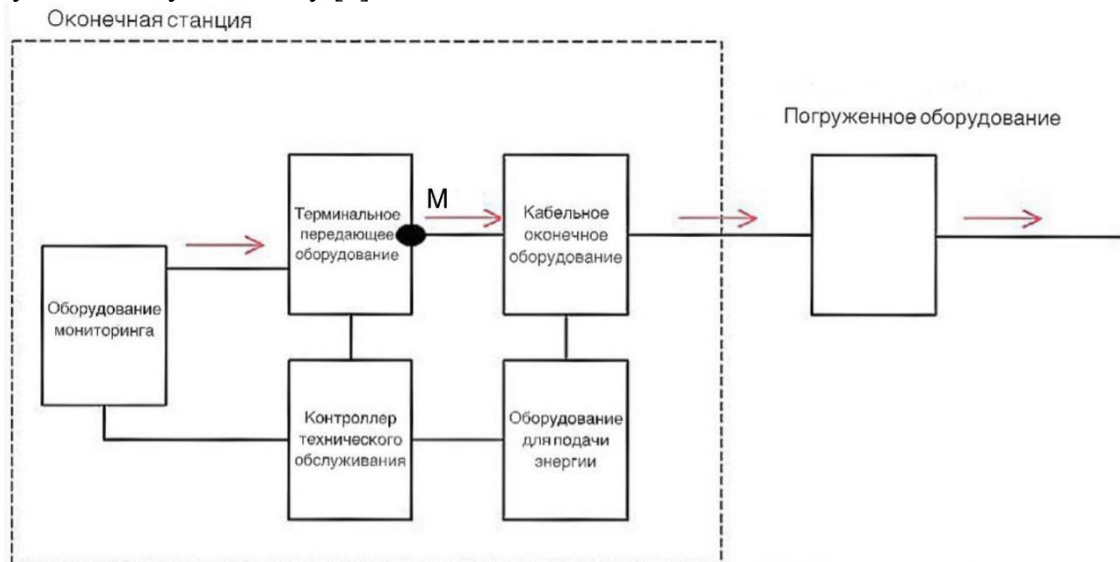 Оконечная станция
Погруженное оборудование
М
Терминальное
передающее
оборудование
Кабельное
оконечное
оборудование
Оборудование
мониторинга
Контроллер
технического
обслуживания
Оборудование
для подачи
энергии